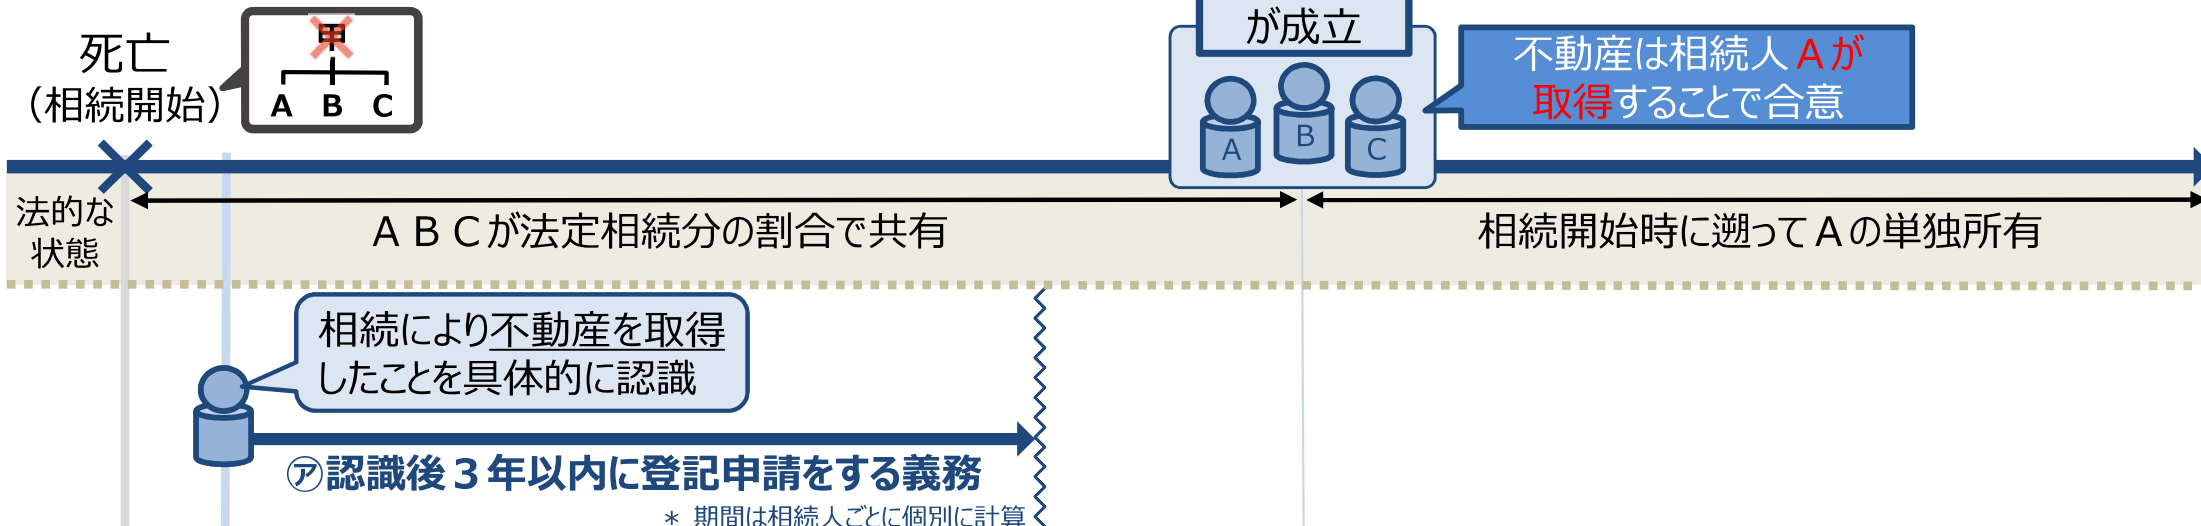 死亡
（相続開始）
甲
A B C
が成立
A B C
不動産は相続人Aが
取得することで合意
法的な
状態
ＡＢＣが法定相続分の割合で共有
相続開始時に遡ってＡの単独所有
相続により不動産を取得
したことを具体的に認識
㋐認識後３年以内に登記申請をする義務
＊ 期間は相続人ごとに個別に計算